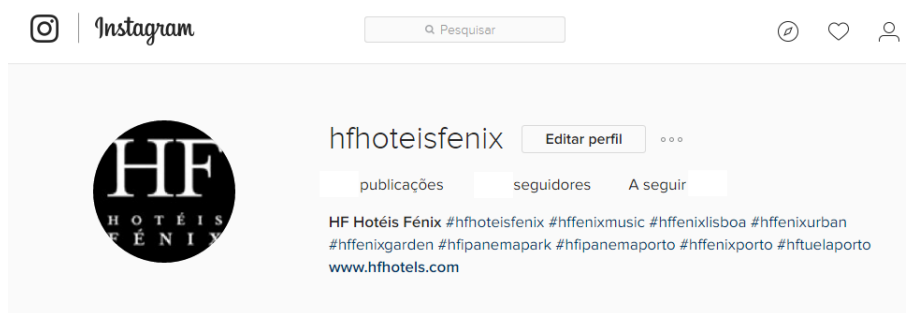 Instagram
Pesquisar
HF
HOTÉIS
FÉNIX
hfhoteisfenix Editar perfil
publicações seguidores A seguir
HF Hotéis Fénix #hfhoteisfenix #hffenixmusic #hffenixlisboa #hffenixurban
#hffenixgarden #hfipanemapark #hfipanemaporto #hffenixporto #hftuelaporto
www.hfhotels.com